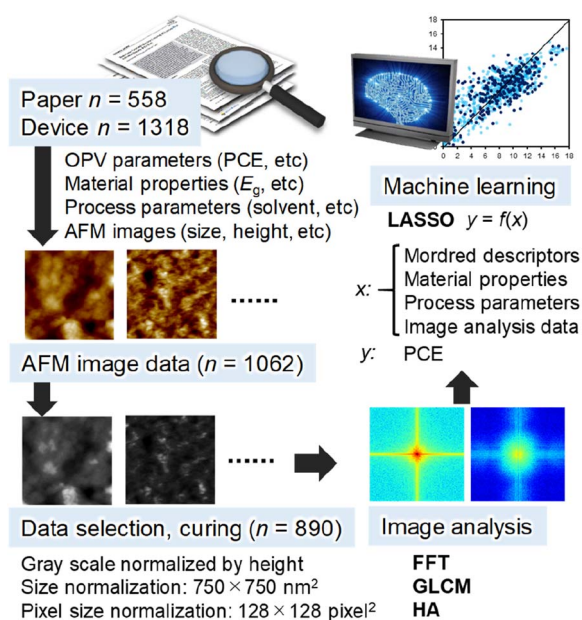 Paper n = 558
Device n = 1318
OPV parameters (PCE, etc)
Material properties (Eg, etc)
Process parameters (solvent, etc)
AFM images (size, height, etc)
......
AFM image data (n = 1062)
......
Data selection, curing (n = 890)
Gray scale normalized by height
Size normalization: 750×750 nm²
Pixel size normalization: 128×128 pixel²
18
16
14
12
10
8
6
4
2
0
0 2 4 6 8 10 12 14 16 18
Machine learning
LASSO y = f(x)
x:
Mordred descriptors
Material properties
Process parameters
Image analysis data
y: PCE
Image analysis
FFT
GLCM
HA